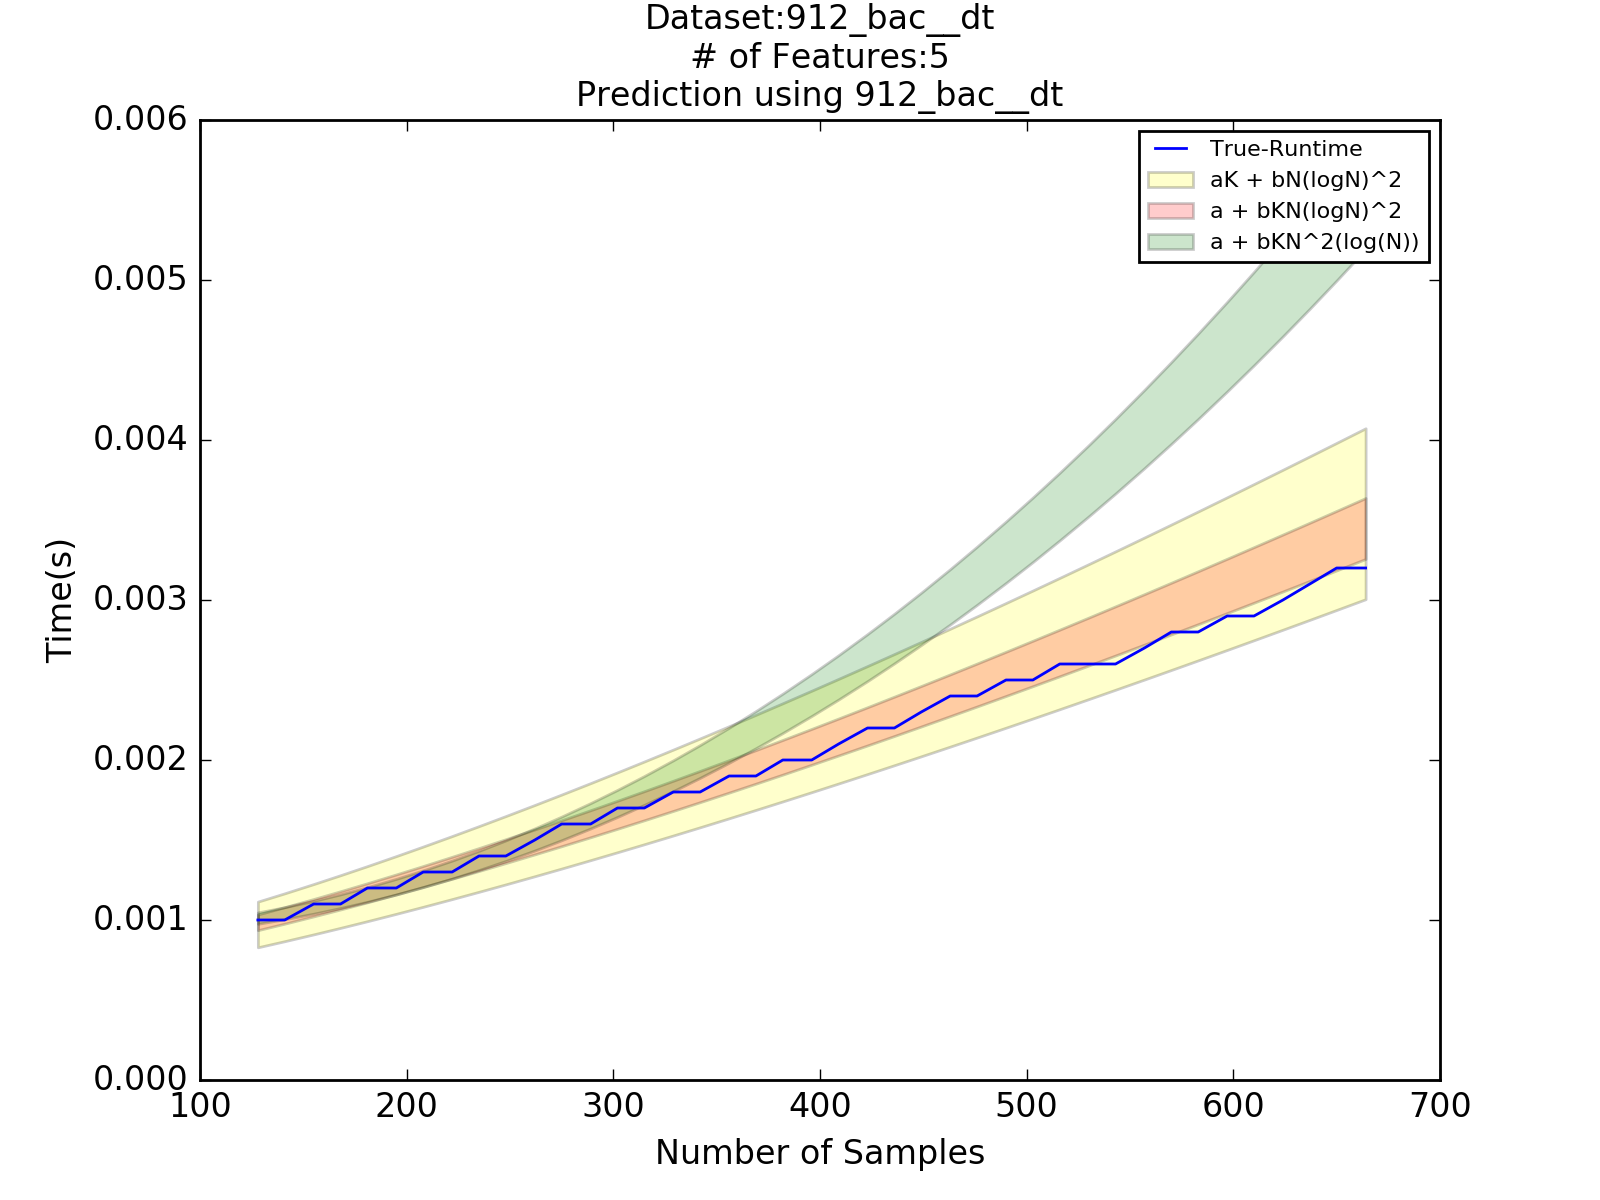 Dataset:912_bac__dt
# of Features:5
Prediction using 912_bac__dt
0.006
0.005
0.004
0.003
0.002
0.001
0.000
Time(s)
True-Runtime
aK + bN(logN)^2
a + bKN(logN)^2
a + bKN^2(log(N))
100 200 300 400 500 600 700
Number of Samples